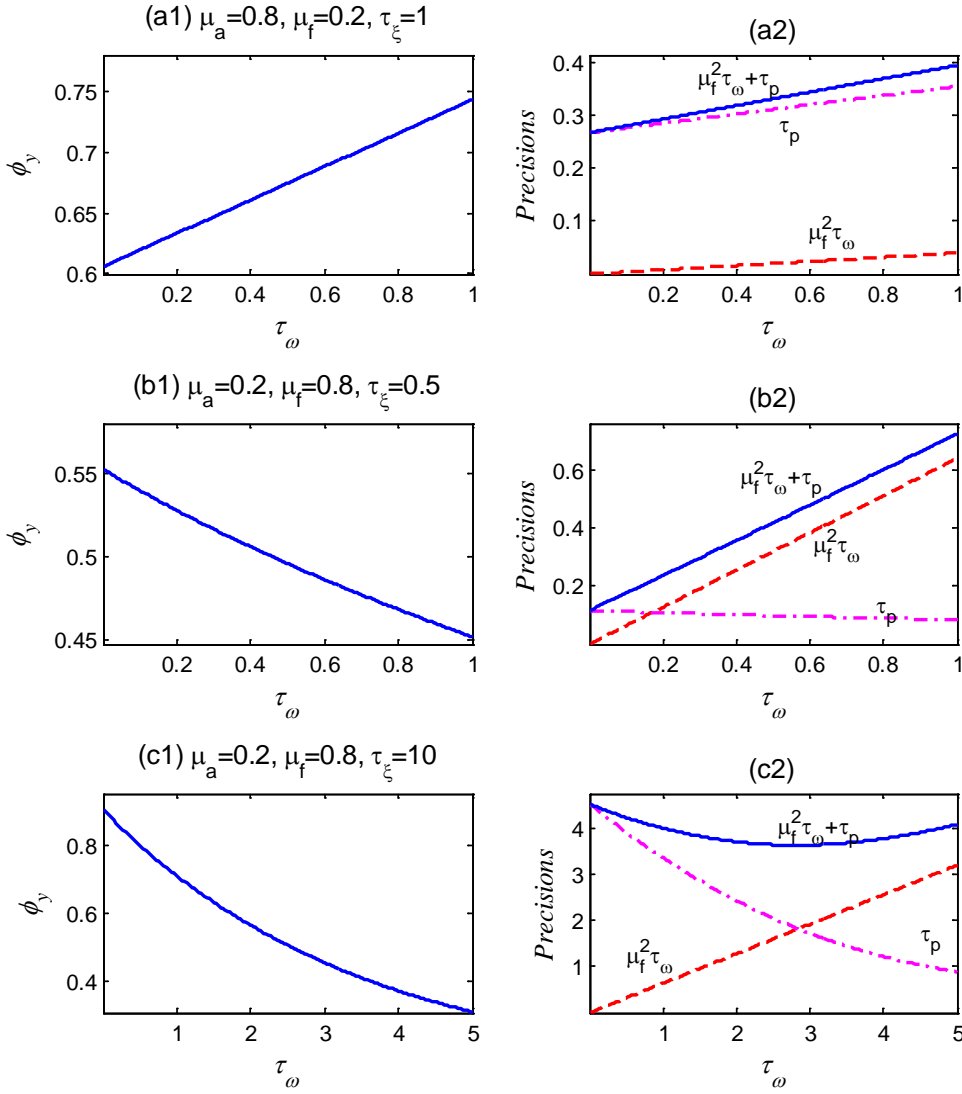 (a1) μa=0.8, μf=0.2, τξ=1
0.75
0.7
0.65
0.6
ϕy
0.2 0.4 0.6 0.8 1
τω
(a2)
0.4
0.3
0.2
0.1
Precisions
μf²τω+τp
τp
μf²τω
0.2 0.4 0.6 0.8 1
τω
(b1) μa=0.2, μf=0.8, τξ=0.5
0.55
0.5
0.45
ϕy
0.2 0.4 0.6 0.8 1
τω
(b2)
0.6
0.4
0.2
Precisions
μf²τω+τp
μf²τω
τp
0.2 0.4 0.6 0.8 1
τω
(c1) μa=0.2, μf=0.8, τξ=10
0.8
0.6
0.4
ϕy
1 2 3 4 5
τω
(c2)
4
3
2
1
Precisions
μf²τω+τp
μf²τω
τp
1 2 3 4 5
τω